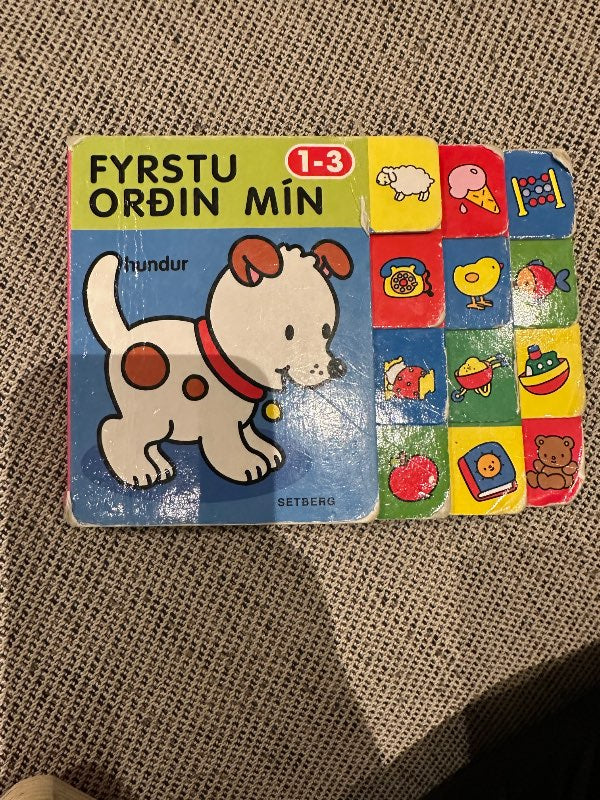 FYRSTU
ORÐIN MÍN
1-3
hundur
SETBERG